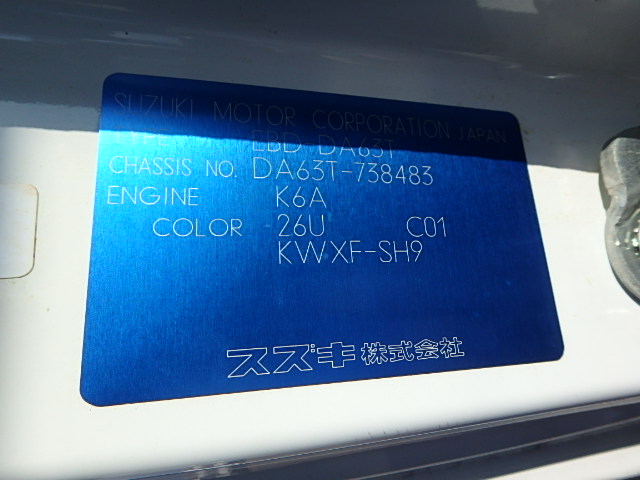 SUZUKI MOTOR CORPORATION JAPAN
TYPE EBD-DA63T
CHASSIS NO. DA63T-738483
ENGINE K6A
COLOR 26U C01
KWXF-SH9
スズキ株式会社